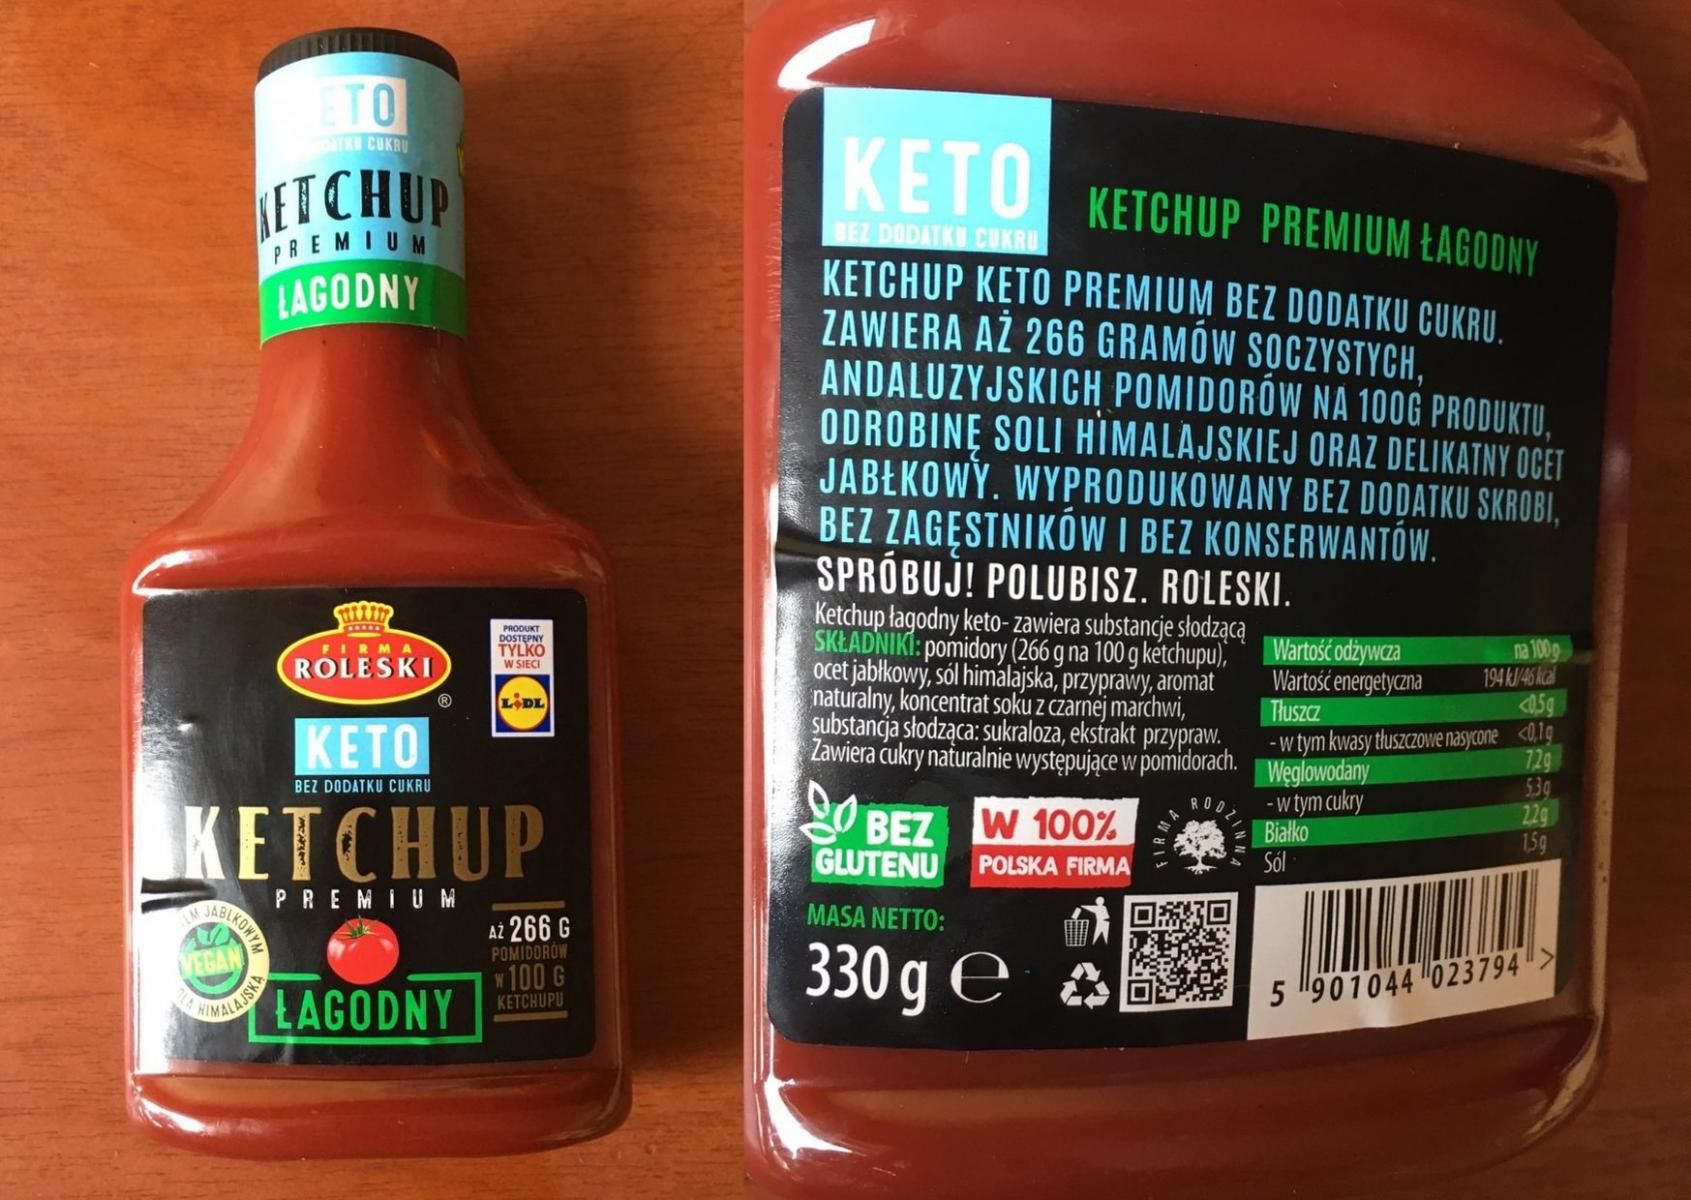 ETO
KETCHUP
PREMIUM
ŁAGODNY
FIRMA
ROLESKI
®
PRODUKT
DOSTĘPNY
TYLKO
W SIECI
LIDL
KETO
BEZ DODATKU CUKRU
KETCHUP
PREMIUM
AŻ 266 G
POMIDORÓW
W 100 G
KETCHUPU
JABŁKOWYM
VEGAN
HIMALAJSKĄ
ŁAGODNY
KETO
BEZ DODATKU CUKRU
KETCHUP PREMIUM ŁAGODNY
KETCHUP KETO PREMIUM BEZ DODATKU CUKRU.
ZAWIERA AŻ 266 GRAMÓW SOCZYSTYCH,
ANDALUZYJSKICH POMIDORÓW NA 100G PRODUKTU,
ODROBINĘ SOLI HIMALAJSKIEJ ORAZ DELIKATNY OCET
JABŁKOWY. WYPRODUKOWANY BEZ DODATKU SKROBI,
BEZ ZAGĘSTNIKÓW I BEZ KONSERWANTÓW.
SPRÓBUJ! POLUBISZ. ROLESKI.
Ketchup łagodny keto- zawiera substancje słodzącą
SKŁADNIKI: pomidory (266 g na 100 g ketchupu),
ocet jabłkowy, sól himalajska, przyprawy, aromat
naturalny, koncentrat soku z czarnej marchwi,
substancja słodząca: sukraloza, ekstrakt przypraw.
Zawiera cukry naturalnie występujące w pomidorach.
Wartość odżywcza na 100g
Wartość energetyczna 194 kJ/46 kcal
Tłuszcz <0,5 g
- w tym kwasy tłuszczowe nasycone <0,1 g
Węglowodany 7,2 g
- w tym cukry 5,3 g
Białko 2,2 g
Sól 1,5 g
BEZ
GLUTENU
W 100%
POLSKA FIRMA
FIRMA RODZINNA
MASA NETTO:
330 g e
5 901044 023794 >